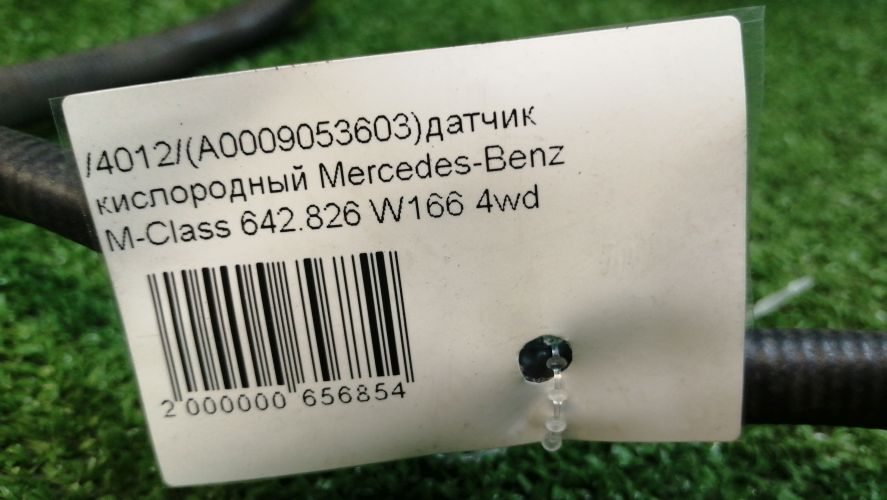 /4012/(A0009053603)датчик
кислородный Mercedes-Benz
M-Class 642.826 W166 4wd
2 000000 656854